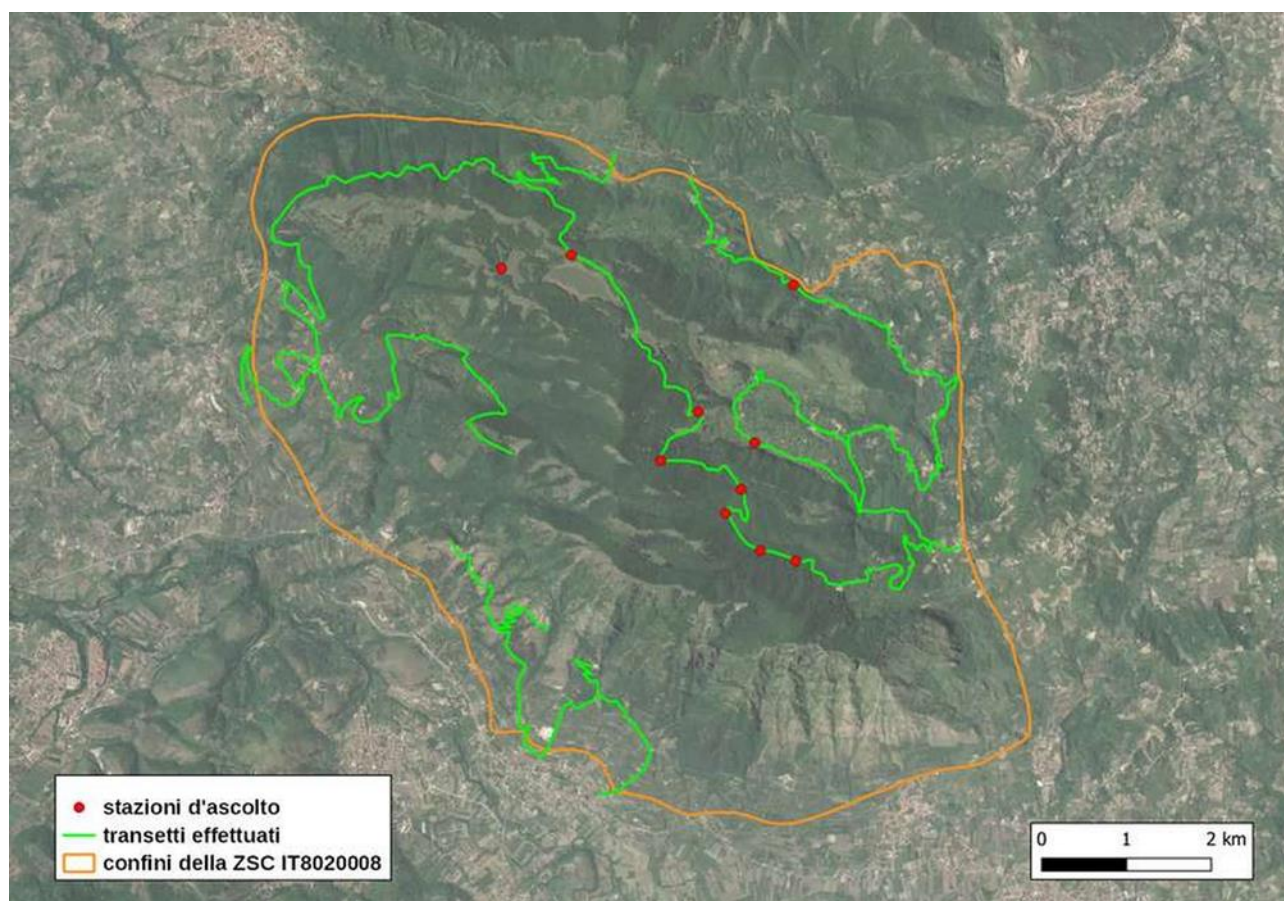 stazioni d'ascolto
transetti effettuati
confini della ZSC IT8020008
0 1 2 km